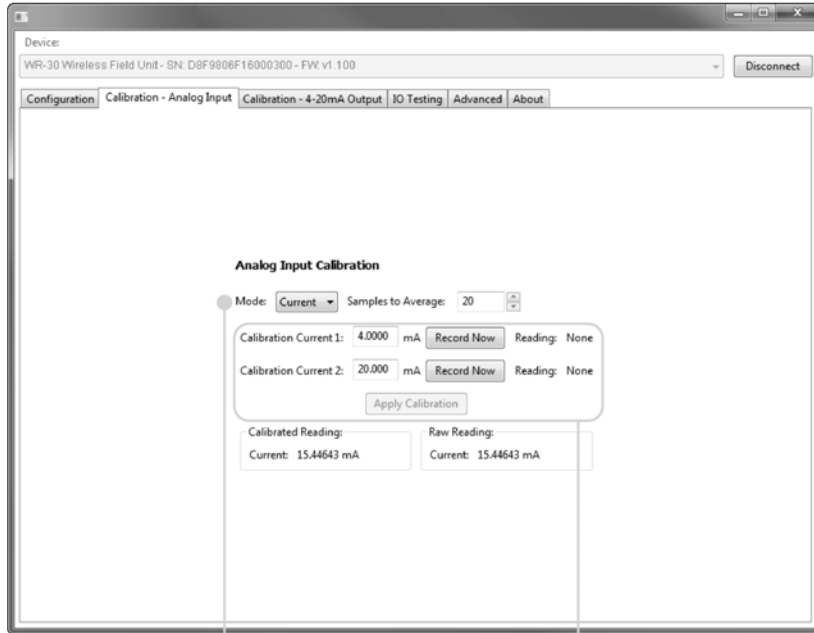 Device:
WR-30 Wireless Field Unit - SN: D8F9806F16000300 - FW: v1.100
Disconnect
Configuration Calibration - Analog Input Calibration - 4-20mA Output IO Testing Advanced About
Analog Input Calibration
Mode: Current Samples to Average: 20
Calibration Current 1: 4.0000 mA Record Now Reading: None
Calibration Current 2: 20.000 mA Record Now Reading: None
Apply Calibration
Calibrated Reading: Raw Reading:
Current: 15.44643 mA Current: 15.44643 mA